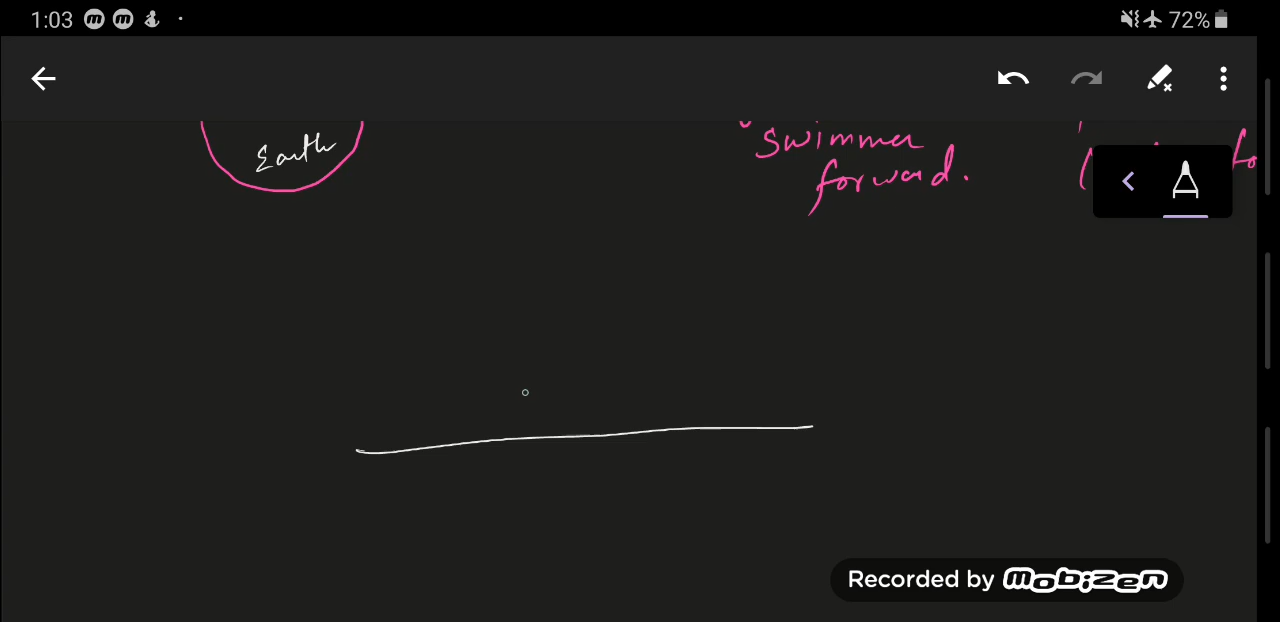 1:03
72%
Earth
swimmer
forward.
Recorded by mobizen